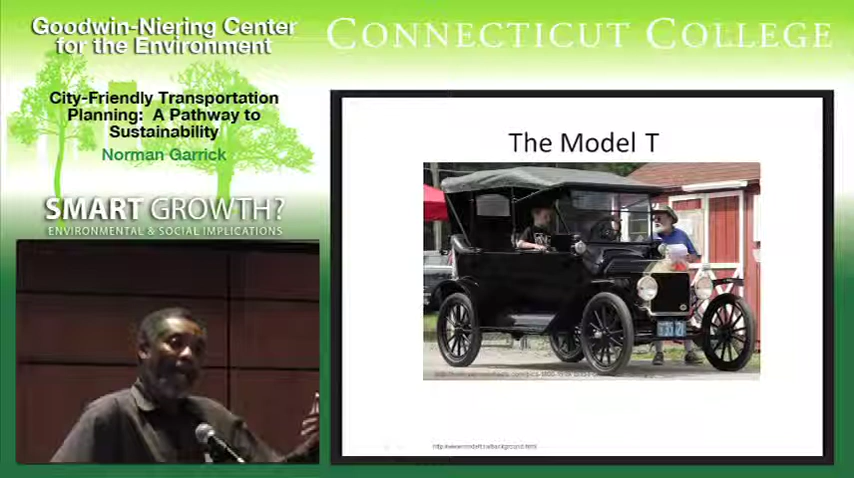 Goodwin-Niering Center
for the Environment
CONNECTICUT COLLEGE
City-Friendly Transportation
Planning: A Pathway to
Sustainability
Norman Garrick
SMART GROWTH?
ENVIRONMENTAL & SOCIAL IMPLICATIONS
The Model T